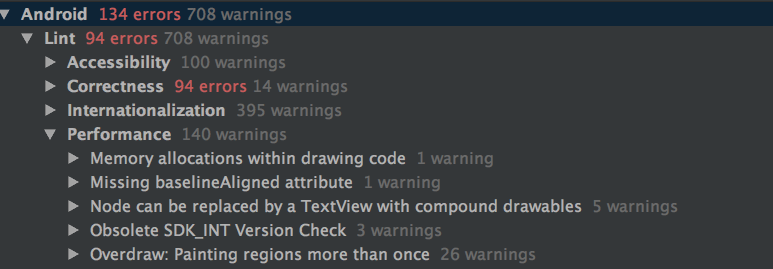 Android 134 errors 708 warnings
Lint 94 errors 708 warnings
Accessibility 100 warnings
Correctness 94 errors 14 warnings
Internationalization 395 warnings
Performance 140 warnings
Memory allocations within drawing code 1 warning
Missing baselineAligned attribute 1 warning
Node can be replaced by a TextView with compound drawables 5 warnings
Obsolete SDK_INT Version Check 3 warnings
Overdraw: Painting regions more than once 26 warnings